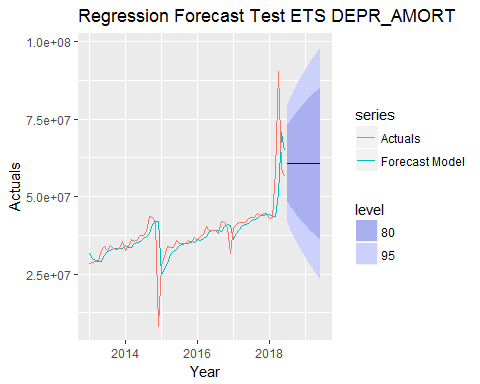 Regression Forecast Test ETS DEPR_AMORT
1.0e+08
7.5e+07
5.0e+07
2.5e+07
Actuals
2014
2016
2018
Year
series
Actuals
Forecast Model
level
80
95